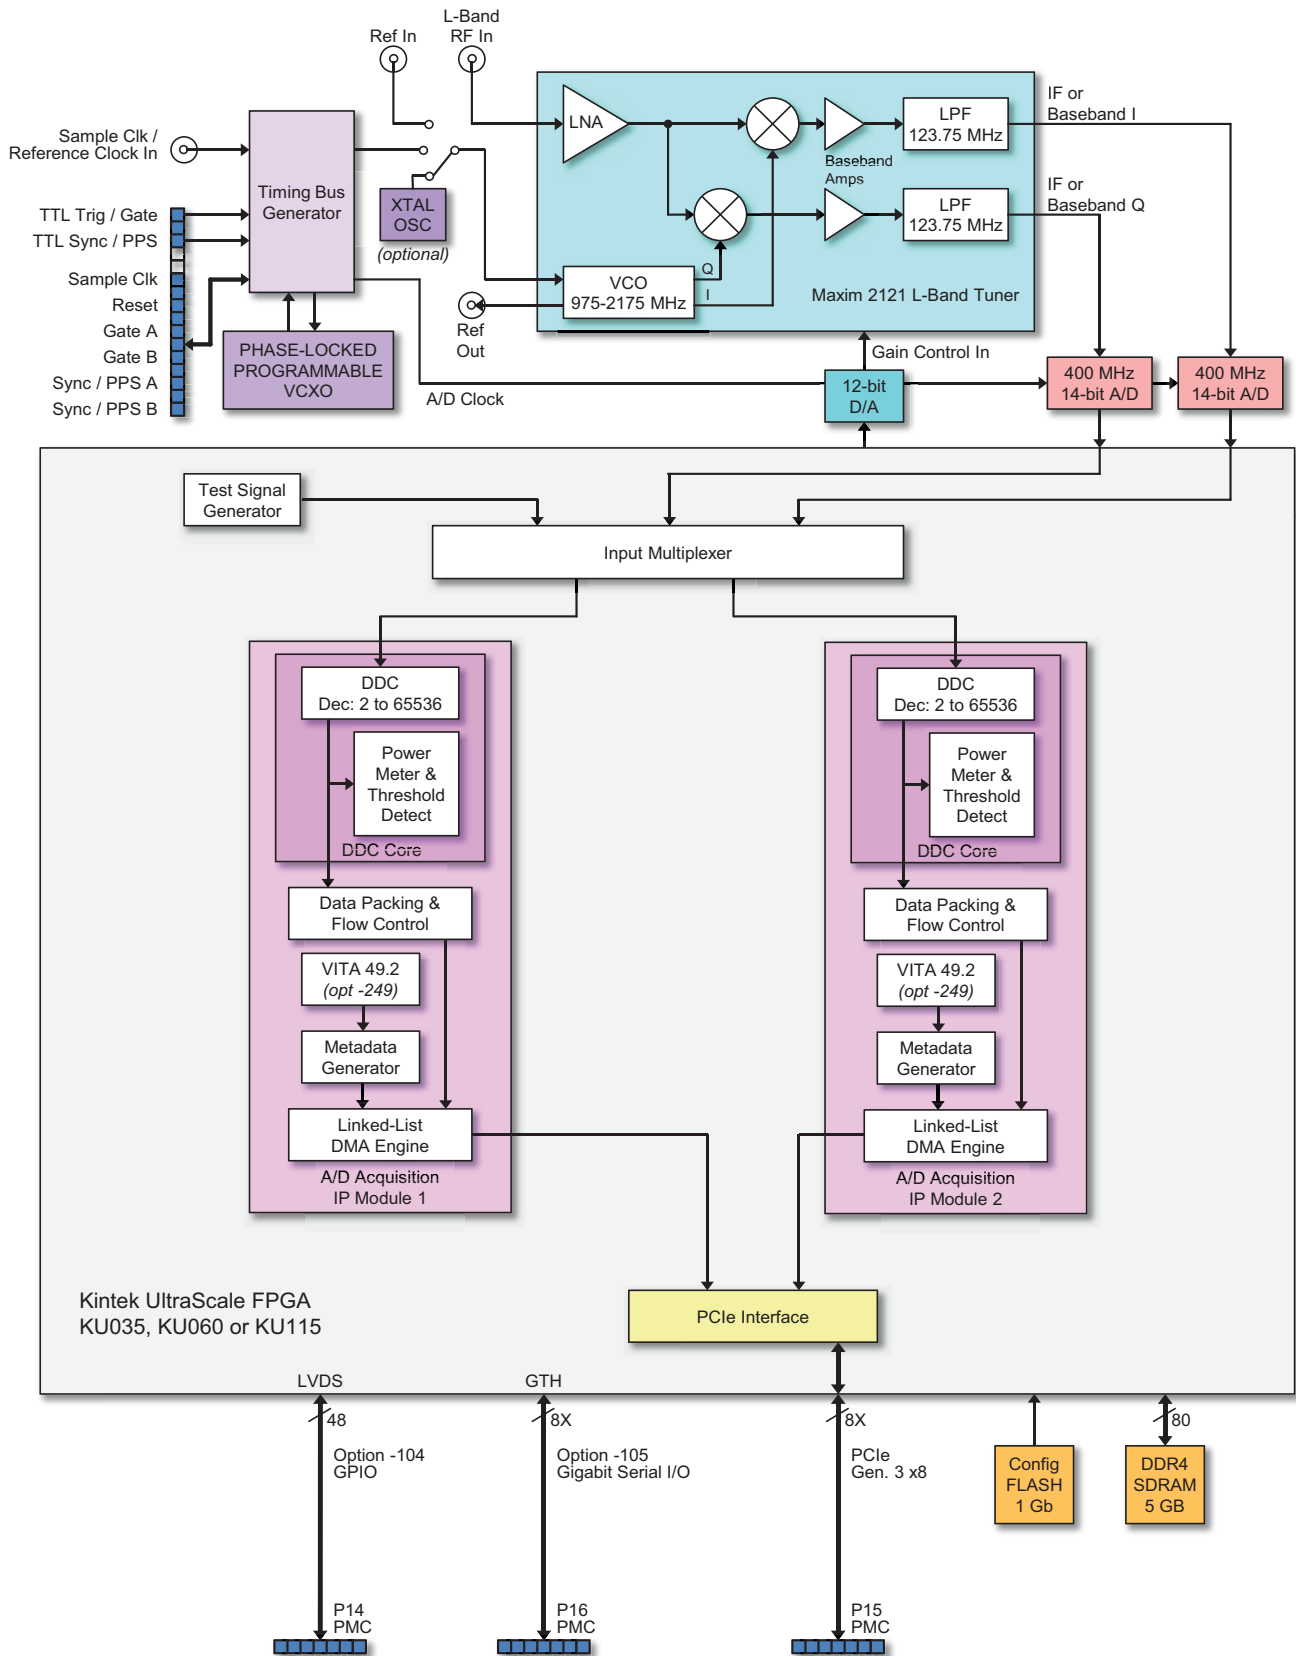 Ref In
L-Band
RF In
Sample Clk /
Reference Clock In
Timing Bus
Generator
TTL Trig / Gate
TTL Sync / PPS
Sample Clk
Reset
Gate A
Gate B
Sync / PPS A
Sync / PPS B
PHASE-LOCKED
PROGRAMMABLE
VCXO
XTAL
OSC
(optional)
Ref
Out
A/D Clock
LNA
Baseband
Amps
LPF
123.75 MHz
LPF
123.75 MHz
VCO
975-2175 MHz
Q
I
Maxim 2121 L-Band Tuner
IF or
Baseband I
IF or
Baseband Q
Gain Control In
12-bit
D/A
400 MHz
14-bit A/D
400 MHz
14-bit A/D
Test Signal
Generator
Input Multiplexer
DDC
Dec: 2 to 65536
Power
Meter &
Threshold
Detect
DDC Core
Data Packing &
Flow Control
VITA 49.2
(opt -249)
Metadata
Generator
Linked-List
DMA Engine
A/D Acquisition
IP Module 1
DDC
Dec: 2 to 65536
Power
Meter &
Threshold
Detect
DDC Core
Data Packing &
Flow Control
VITA 49.2
(opt -249)
Metadata
Generator
Linked-List
DMA Engine
A/D Acquisition
IP Module 2
Kintek UltraScale FPGA
KU035, KU060 or KU115
PCIe Interface
LVDS
GTH
48
8X
8X
80
Option -104
GPIO
Option -105
Gigabit Serial I/O
PCIe
Gen. 3 x8
Config
FLASH
1 Gb
DDR4
SDRAM
5 GB
P14
PMC
P16
PMC
P15
PMC